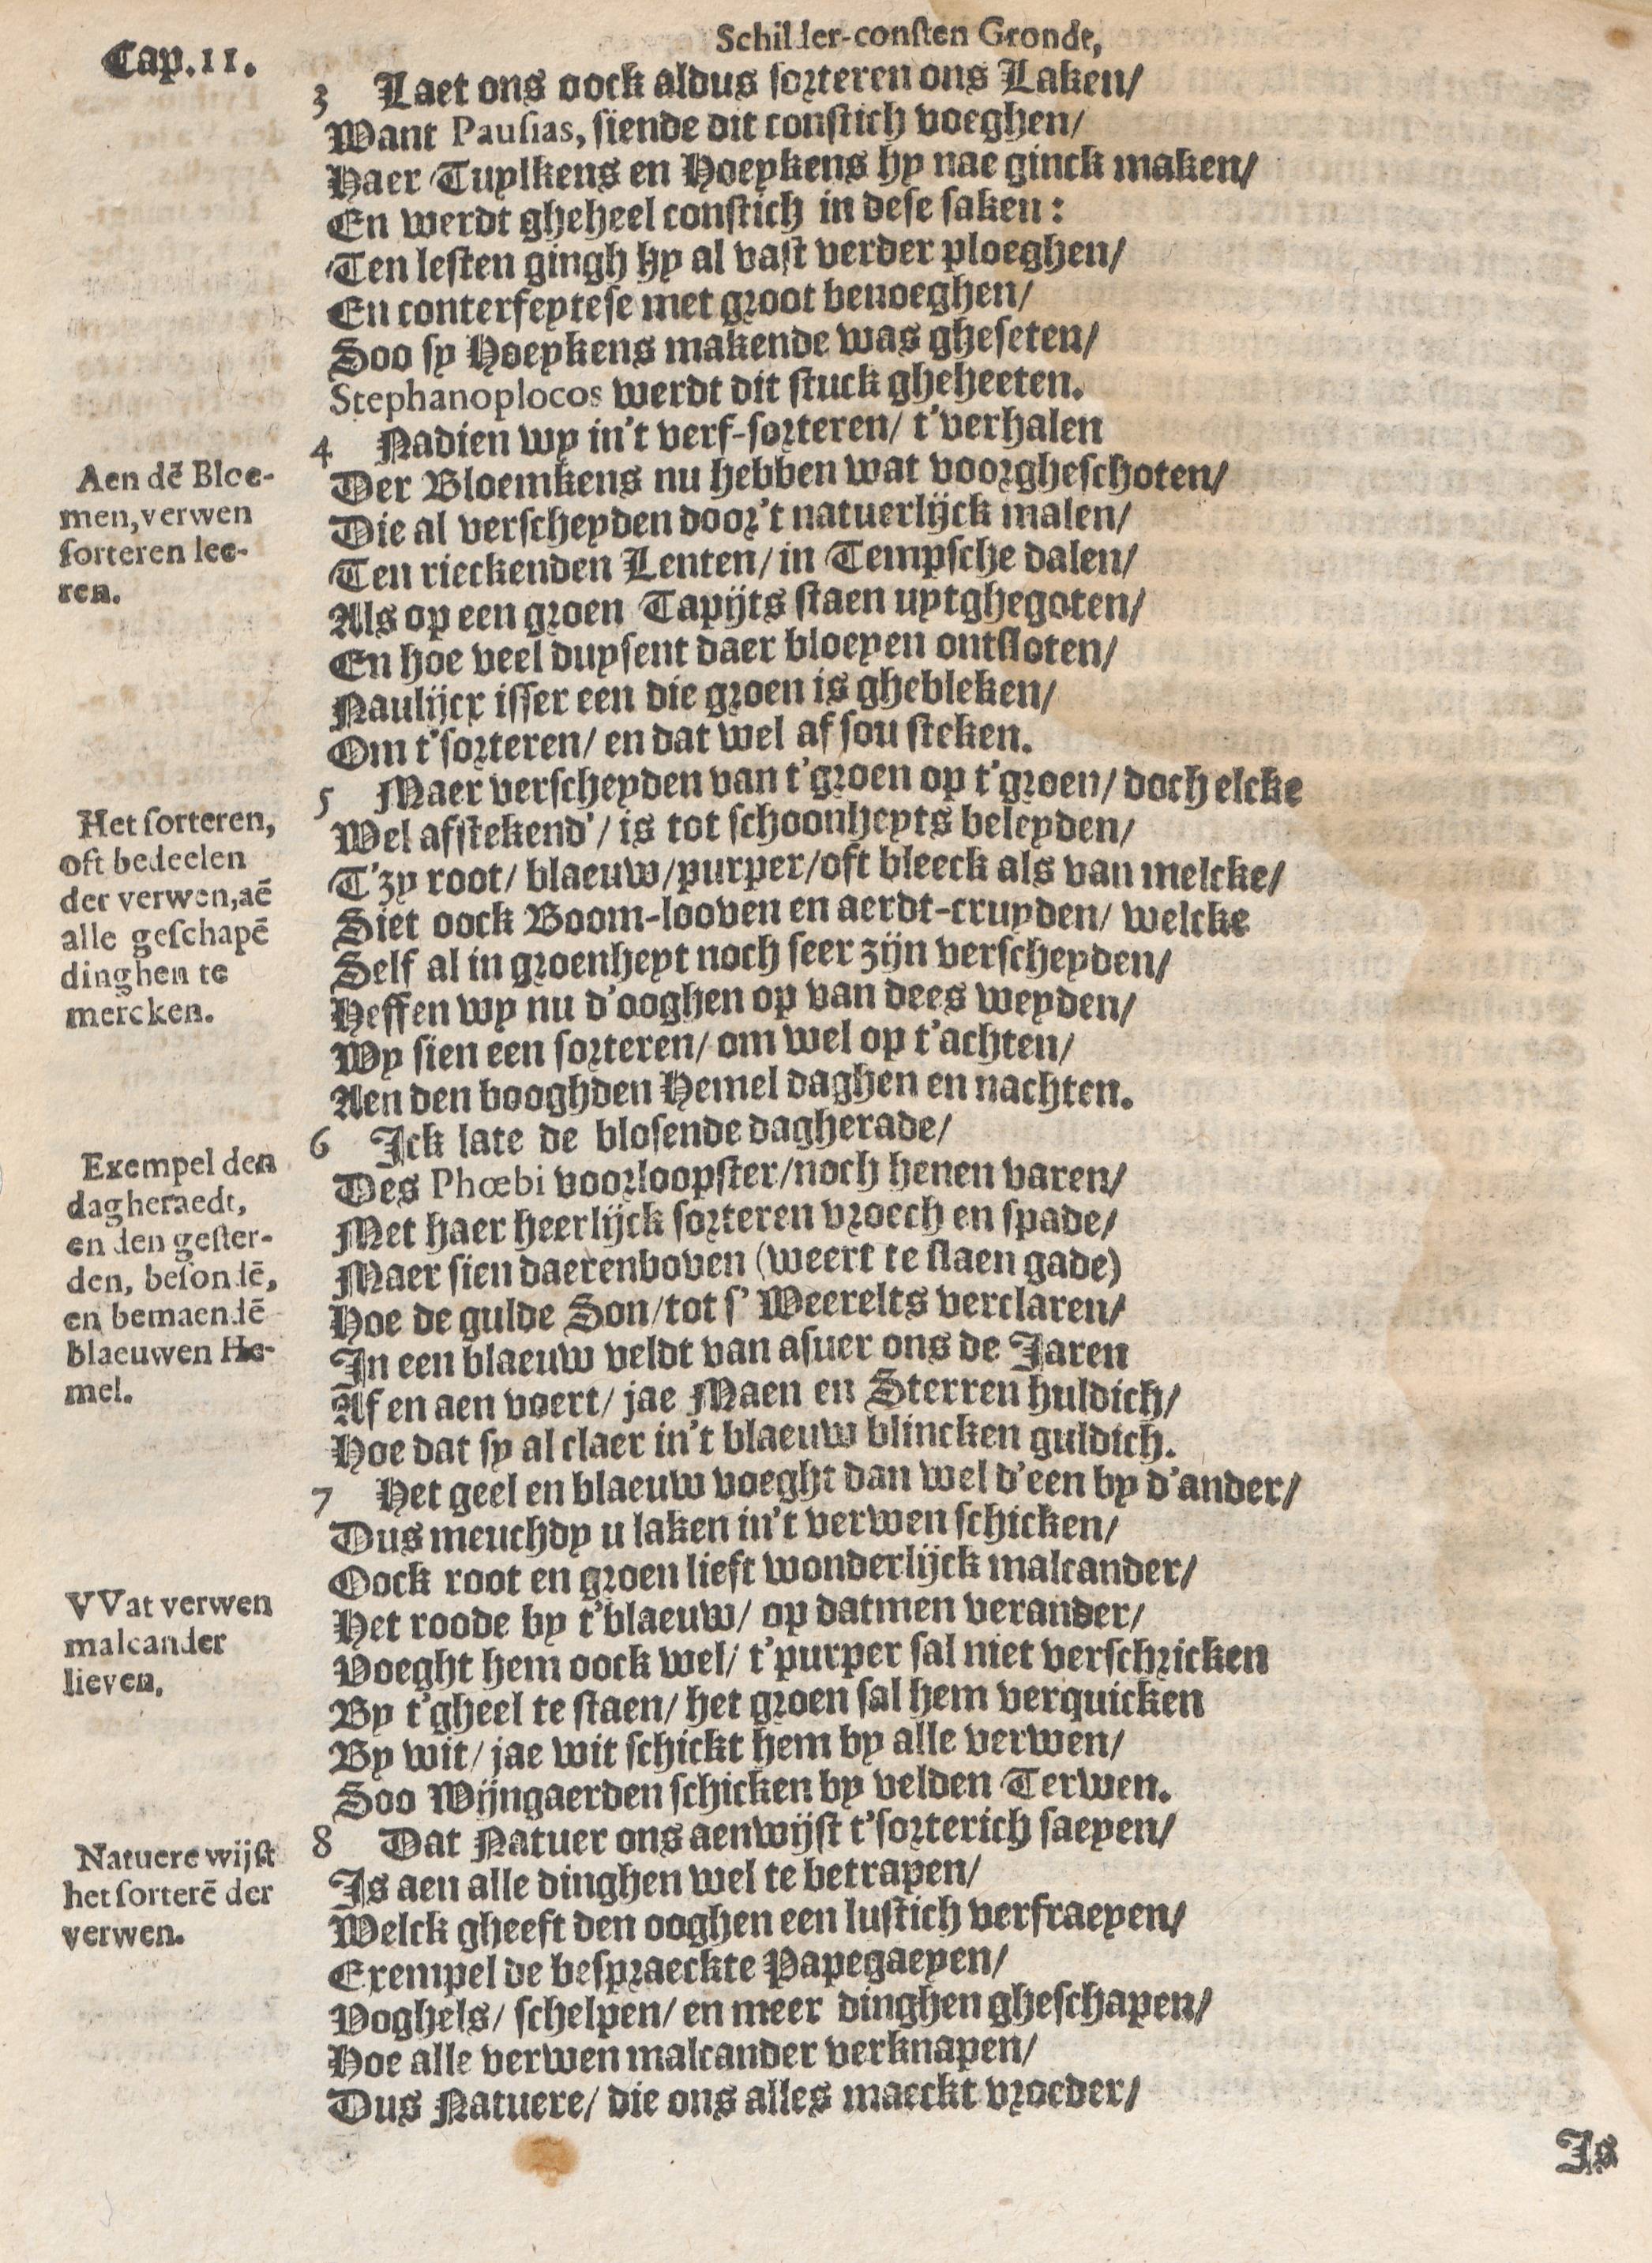 Schilder-consten Gronde,
Cap. 11.
3 Laet ons oock aldus sorteren ons Laken/
Want Pausias, siende dit constich voeghen/
Haer Tuylkens en Hoeykens hy nae ginck maken/
En werdt gheheel constich in dese saken:
Ten lesten gingh hy al vast verder ploeghen/
En conterfeytese met groot benoeghen/
Soo sy Hoeykens makende was gheseten/
Stephanoplocos werdt dit stuck gheheeten.
4 Nadien wy in't verf-sorteren/ t'verhalen
Der Bloemkens nu hebben wat voorgheschoten/
Die al verscheyden door't natuerlijck malen/
Ten rieckenden Lenten/ in Tempsche dalen/
Als op een groen Tapijts staen uytghegoten/
En hoe veel duysent daer bloeyen ontsloten/
Naulijcx isser een die groen is ghebleken/
Om t'sorteren/ en dat wel af sou steken.
Aen dē Bloe-
men, verwen
sorteren lee-
ren.
5 Maer verscheyden van t'groen op t'groen/ doch elcke
Wel afstekend'/ is tot schoonheyts beleyden/
T'zy root/ blaeuw/ purper/ oft bleeck als van melcke/
Siet oock Boom-looven en aerdt-cruyden/ welcke
Self al in groenheyt noch seer zijn verscheyden/
Heffen wy nu d'ooghen op van dees weyden/
Wy sien een sorteren/ om wel op t'achten/
Aen den booghden Hemel daghen en nachten.
Het sorteren,
oft bedeelen
der verwen, aē
alle geschapē
dinghen te
mercken.
6 Ick late de blosende dagherade/
Des Phœbi voorloopster/ noch henen varen/
Met haer heerlijck sorteren vroech en spade/
Maer sien daerenboven (weert te slaen gade)
Hoe de gulde Son/ tot s' Weerelts verclaren/
In een blaeuw veldt van asuer ons de Jaren
Af en aen voert/ jae Maen en Sterren huldich/
Hoe dat sy al claer in't blaeuw blincken guldich.
Exempel den
dagheraedt,
en den gester-
den, besondē,
en bemaendē
blaeuwen He-
mel.
7 Het geel en blaeuw voeght dan wel d'een by d'ander/
Dus meuchdy u laken in't verwen schicken/
Oock root en groen lieft wonderlijck malcander/
Het roode by t'blaeuw/ op datmen verander/
Voeght hem oock wel/ t'purper sal niet verschricken
By t'gheel te staen/ het groen sal hem verquicken
By wit/ jae wit schickt hem by alle verwen/
Soo Wijngaerden schicken by velden Terwen.
VVat verwen
malcander
lieven.
8 Dat Natuer ons aenwijst t'sorterich saeyen/
Is aen alle dinghen wel te betrapen/
Welck gheeft den ooghen een lustich verfraeyen/
Exempel de bespraeckte Papegaeyen/
Voghels/ schelpen/ en meer dinghen gheschapen/
Hoe alle verwen malcander verknapen/
Dus Natuere/ die ons alles maeckt vroeder/
Natuere wijst
het sorterē der
verwen.
Is